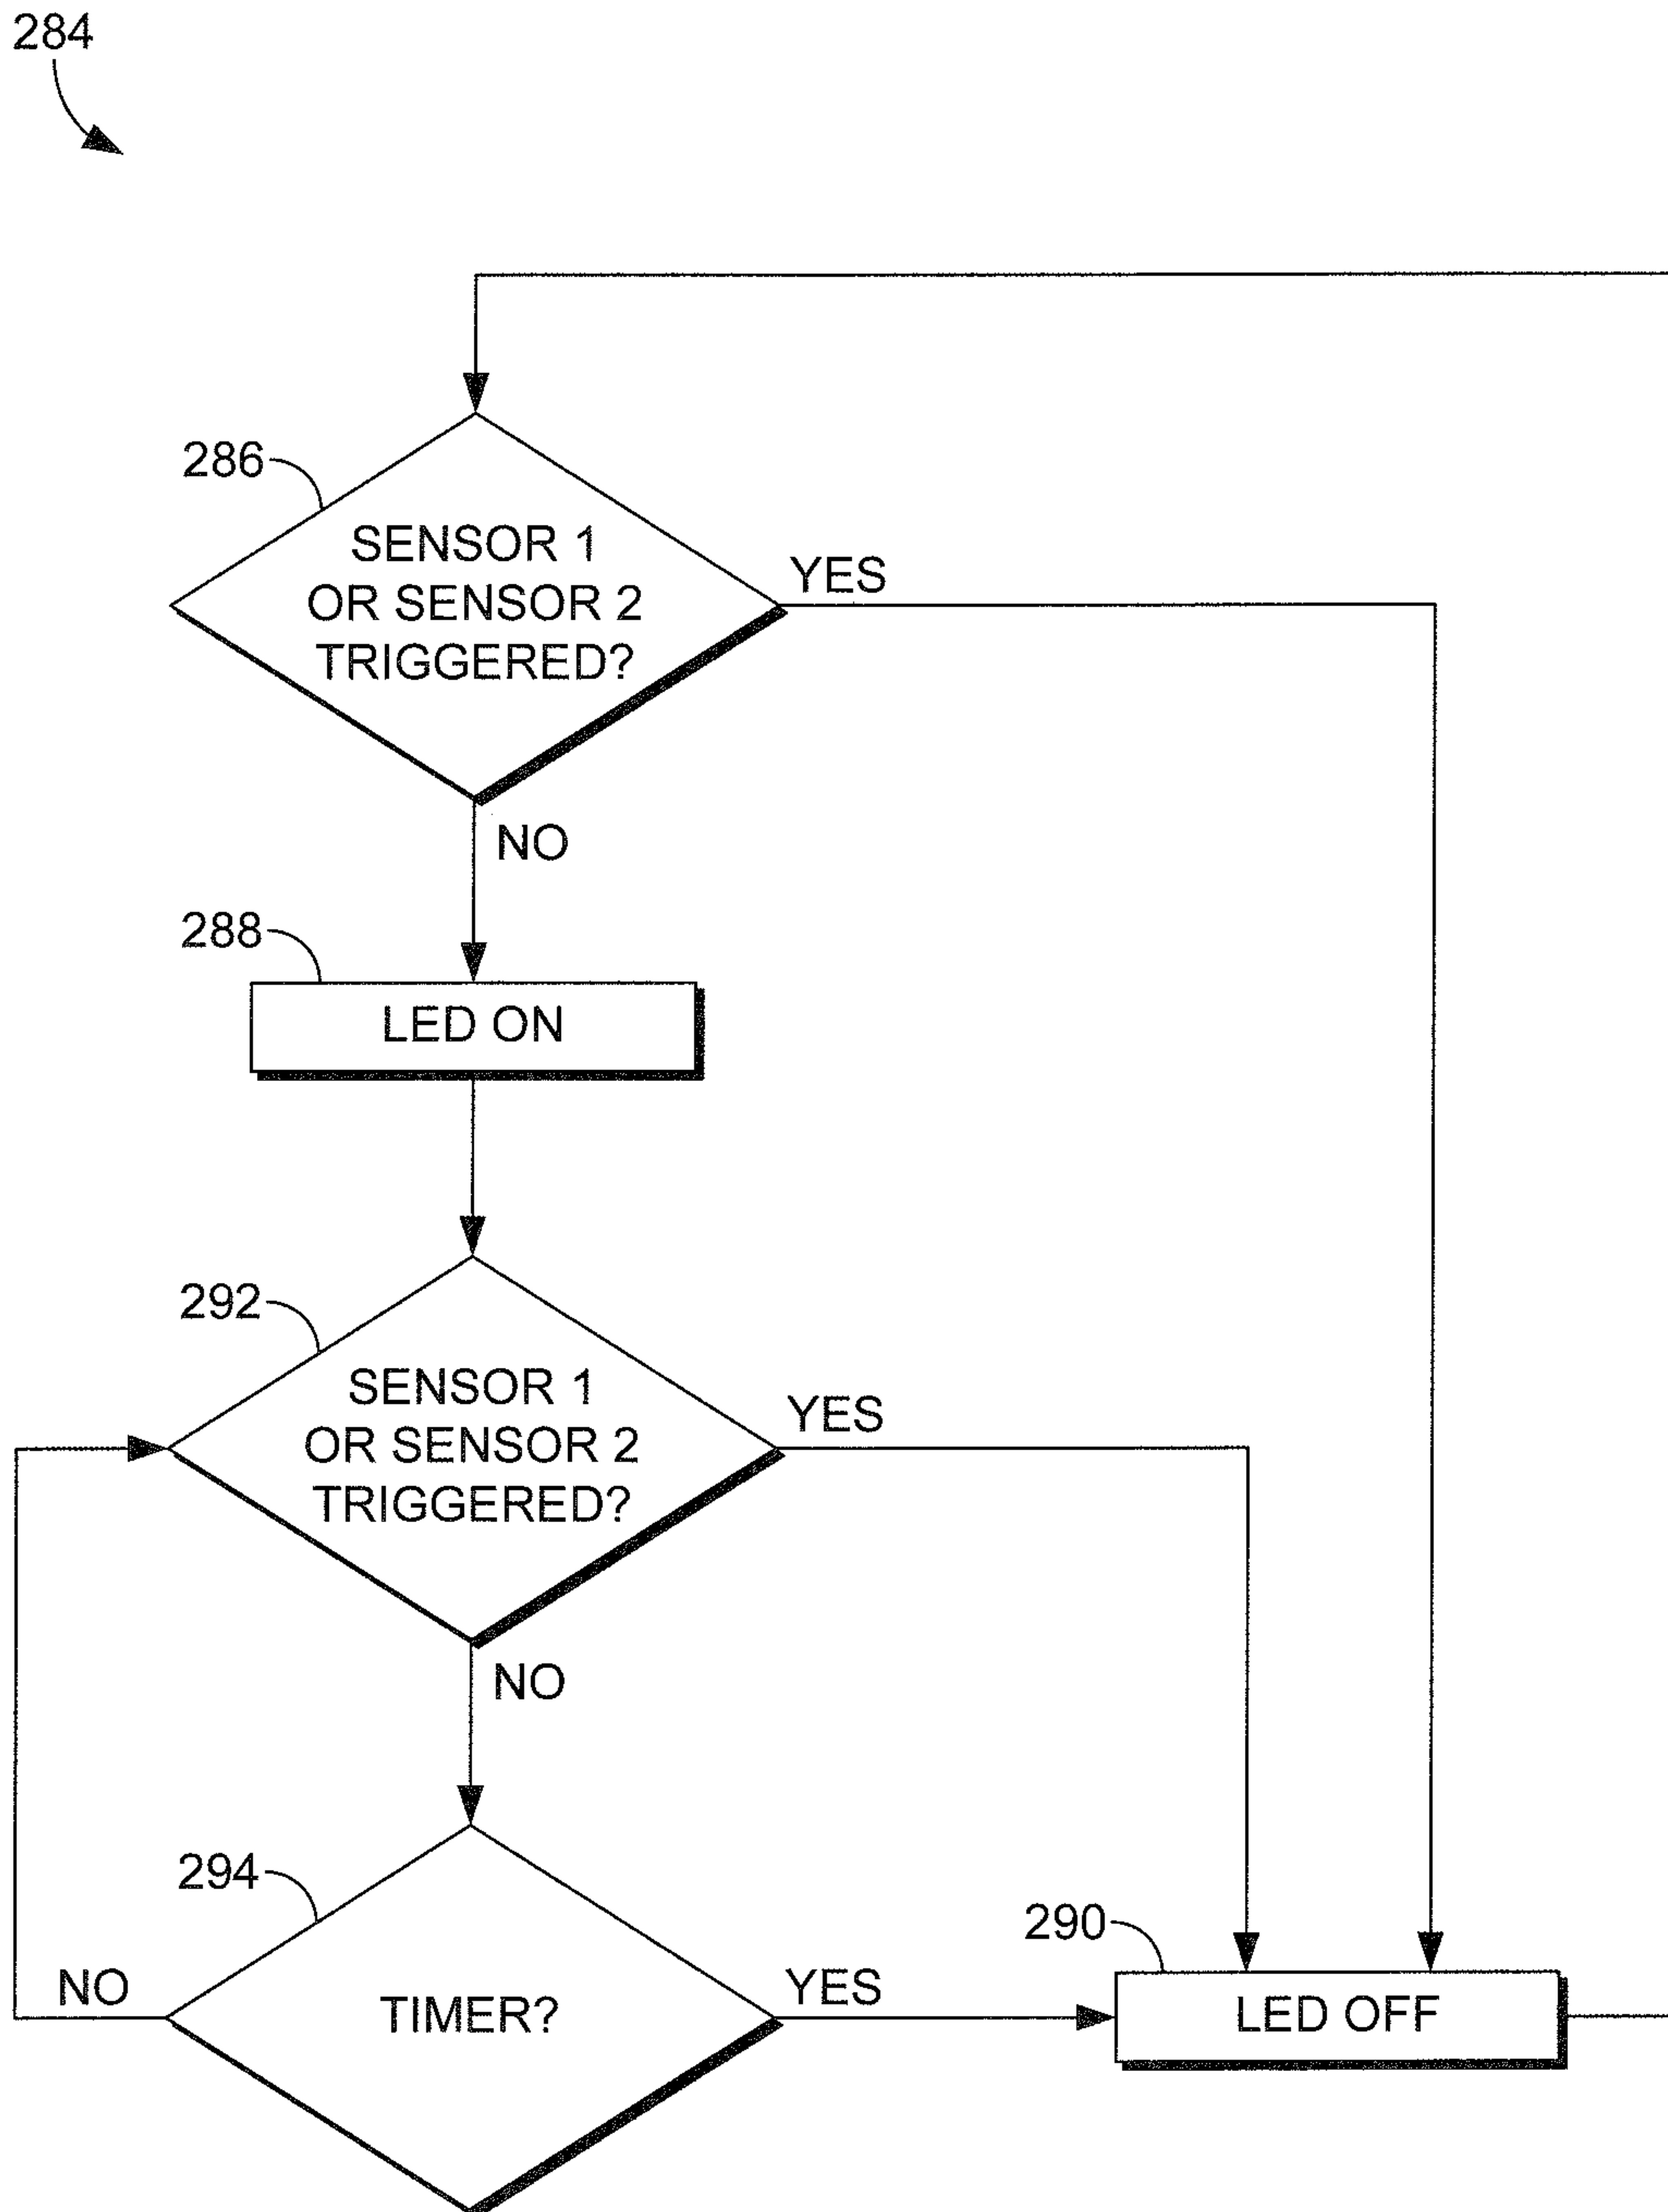 284
286
SENSOR 1
OR SENSOR 2
TRIGGERED?
YES
NO
288
LED ON
292
SENSOR 1
OR SENSOR 2
TRIGGERED?
YES
NO
294
TIMER?
NO
YES
290
LED OFF